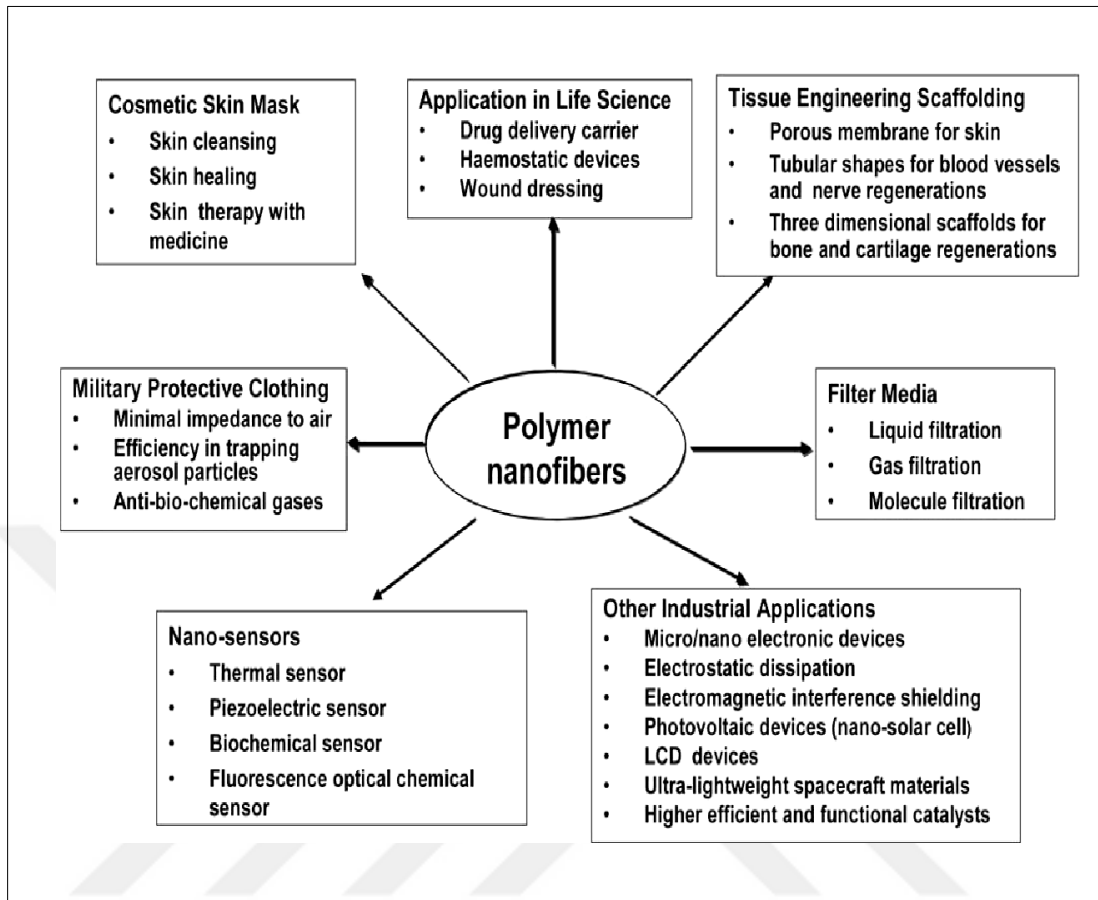 Cosmetic Skin Mask
• Skin cleansing
• Skin healing
• Skin therapy with
medicine
Application in Life Science
• Drug delivery carrier
• Haemostatic devices
• Wound dressing
Tissue Engineering Scaffolding
• Porous membrane for skin
• Tubular shapes for blood vessels
and nerve regenerations
• Three dimensional scaffolds for
bone and cartilage regenerations
Military Protective Clothing
• Minimal impedance to air
• Efficiency in trapping
aerosol particles
• Anti-bio-chemical gases
Polymer
nanofibers
Filter Media
• Liquid filtration
• Gas filtration
• Molecule filtration
Nano-sensors
• Thermal sensor
• Piezoelectric sensor
• Biochemical sensor
• Fluorescence optical chemical
sensor
Other Industrial Applications
• Micro/nano electronic devices
• Electrostatic dissipation
• Electromagnetic interference shielding
• Photovoltaic devices (nano-solar cell)
• LCD devices
• Ultra-lightweight spacecraft materials
• Higher efficient and functional catalysts